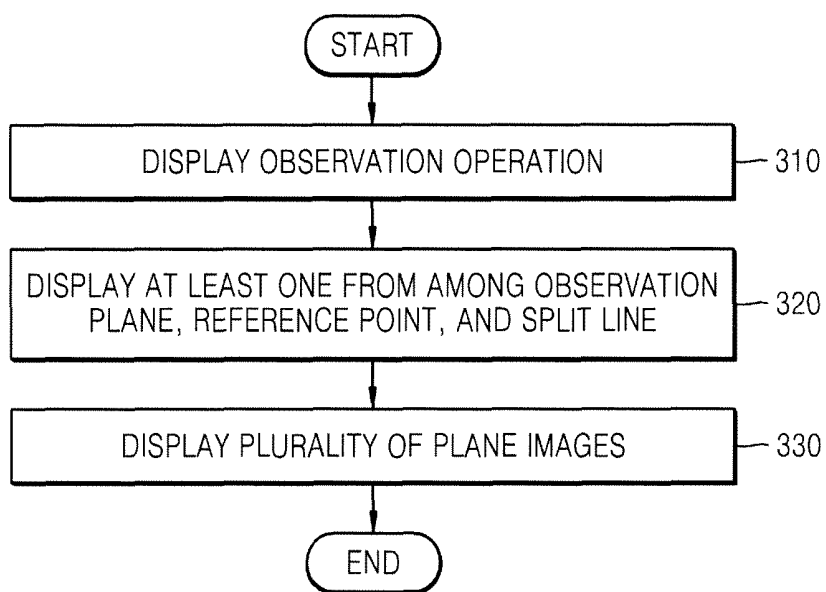 START
DISPLAY OBSERVATION OPERATION
310
DISPLAY AT LEAST ONE FROM AMONG OBSERVATION
PLANE, REFERENCE POINT, AND SPLIT LINE
320
DISPLAY PLURALITY OF PLANE IMAGES
330
END